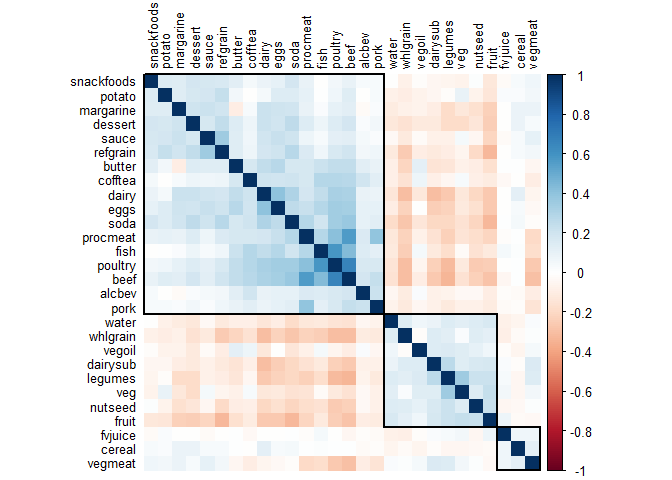 snackfoods
potato
margarine
dessert
sauce
refgrain
butter
cofftea
dairy
eggs
soda
procmeat
fish
poultry
beef
alcbev
pork
water
whlgrain
vegoil
dairysub
legumes
veg
nutseed
fruit
fvjuice
cereal
vegmeat
snackfoods
potato
margarine
dessert
sauce
refgrain
butter
cofftea
dairy
eggs
soda
procmeat
fish
poultry
beef
alcbev
pork
water
whlgrain
vegoil
dairysub
legumes
veg
nutseed
fruit
fvjuice
cereal
vegmeat
1
0.8
0.6
0.4
0.2
0
-0.2
-0.4
-0.6
-0.8
-1